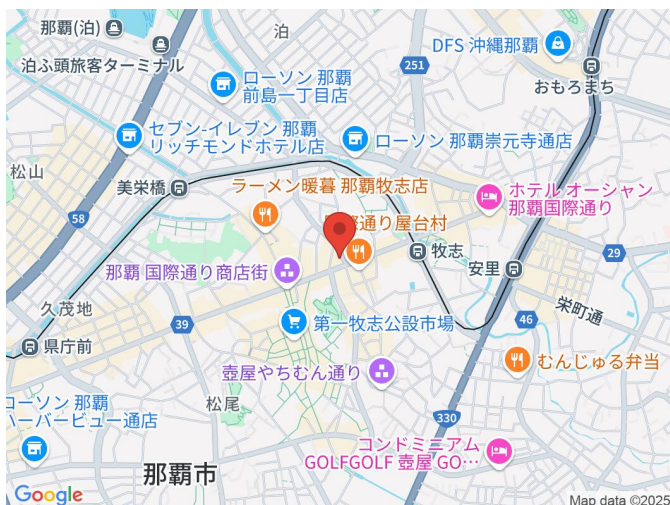 那覇(泊)
泊
DFS 沖縄那覇
泊ふ頭旅客ターミナル
251
おもろまち
ローソン 那覇
前島一丁目店
セブン-イレブン 那覇
リッチモンドホテル店
ローソン 那覇崇元寺通店
松山
美栄橋
ラーメン暖暮 那覇牧志店
ホテル オーシャン
那覇国際通り
58
際通り屋台村
牧志
29
那覇 国際通り商店街
安里
久茂地
栄町通
39
第一牧志公設市場
46
県庁前
むんじゅる弁当
壺屋やちむん通り
ローソン 那覇
ハーバービュー通店
松尾
330
コンドミニアム
GOLFGOLF 壺屋 GO…
那覇市
Google
Map data ©2025